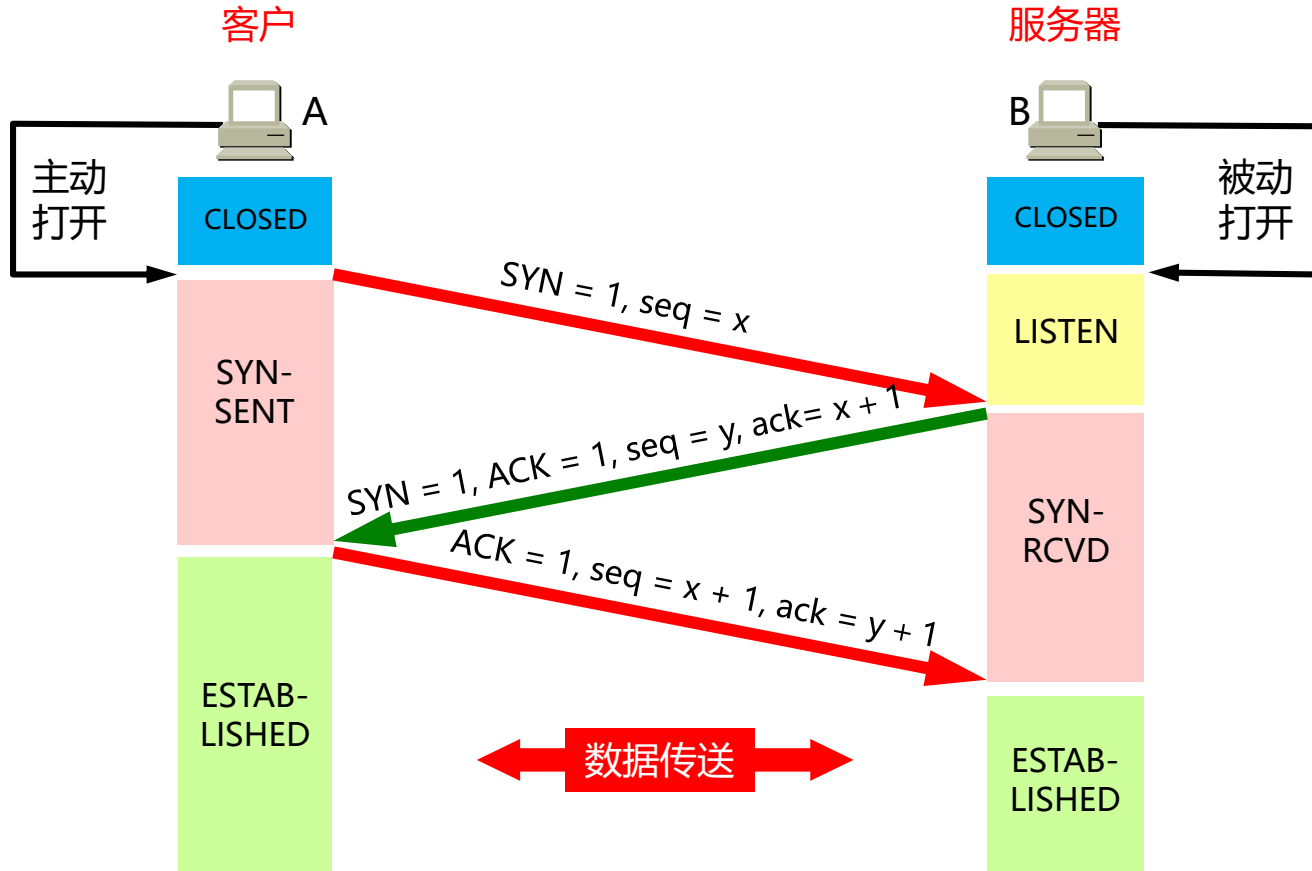 客户
服务器
A
B
主动
打开
被动
打开
CLOSED
CLOSED
SYN = 1, seq = x
LISTEN
SYN-
SENT
SYN = 1, ACK = 1, seq = y, ack= x + 1
SYN-
RCVD
ACK = 1, seq = x + 1, ack = y + 1
ESTAB-
LISHED
数据传送
ESTAB-
LISHED